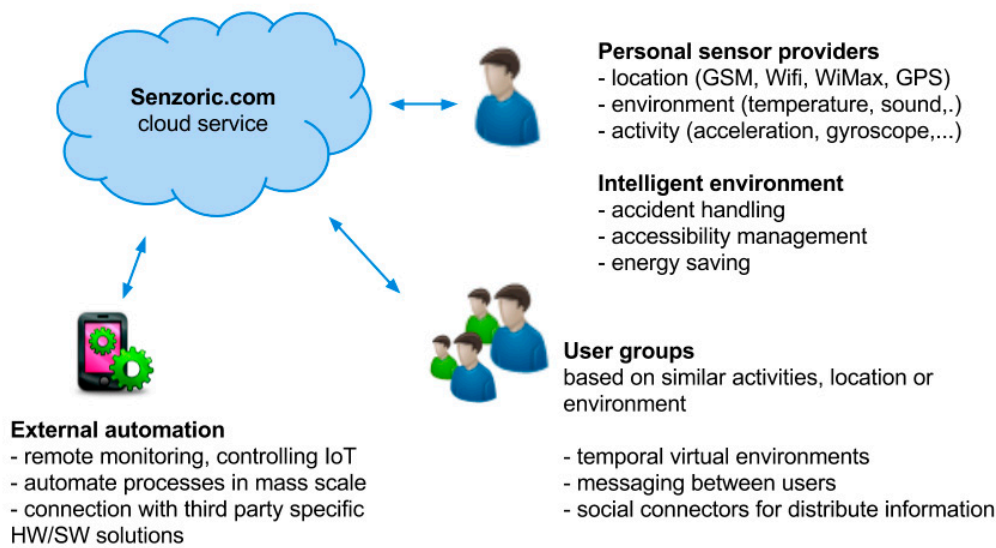 Senzoric.com
cloud service
Personal sensor providers
- location (GSM, Wifi, WiMax, GPS)
- environment (temperature, sound,.)
- activity (acceleration, gyroscope,...)
Intelligent environment
- accident handling
- accessibility management
- energy saving
User groups
based on similar activities, location or
environment
- temporal virtual environments
- messaging between users
- social connectors for distribute information
External automation
- remote monitoring, controlling IoT
- automate processes in mass scale
- connection with third party specific
HW/SW solutions